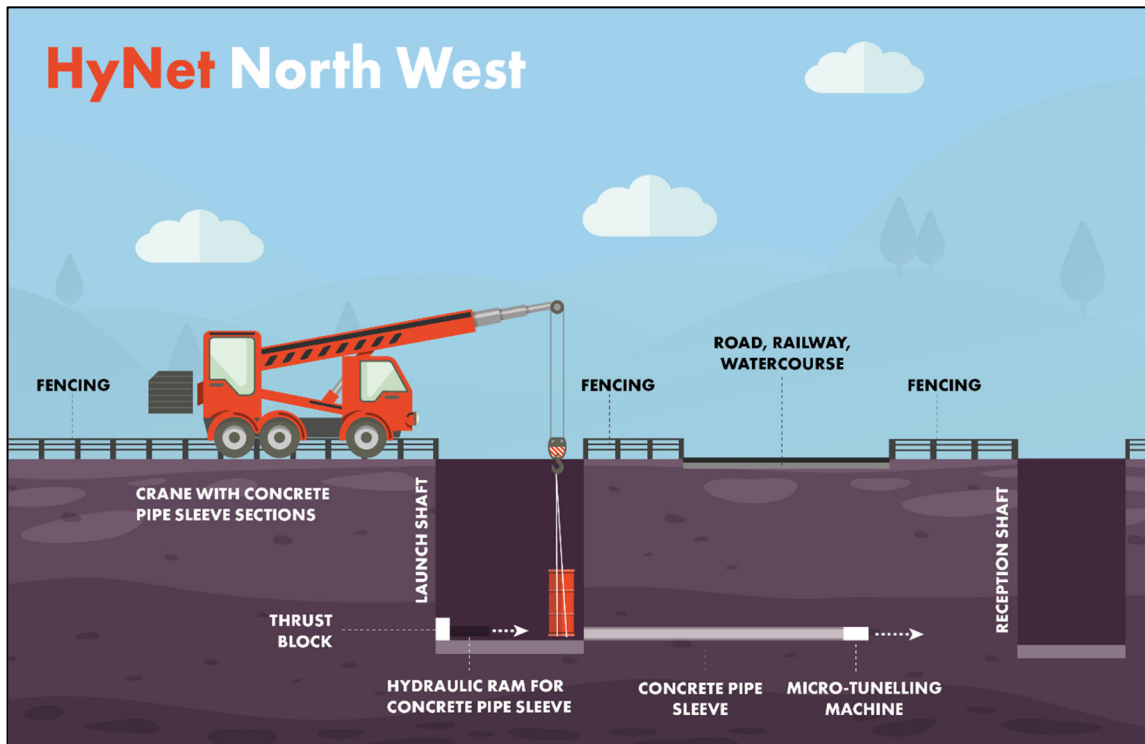 HyNet North West
ROAD, RAILWAY,
WATERCOURSE
FENCING
FENCING
FENCING
CRANE WITH CONCRETE
PIPE SLEEVE SECTIONS
LAUNCH SHAFT
RECEPTION SHAFT
THRUST
BLOCK
HYDRAULIC RAM FOR
CONCRETE PIPE SLEEVE
CONCRETE PIPE
SLEEVE
MICRO-TUNELLING
MACHINE